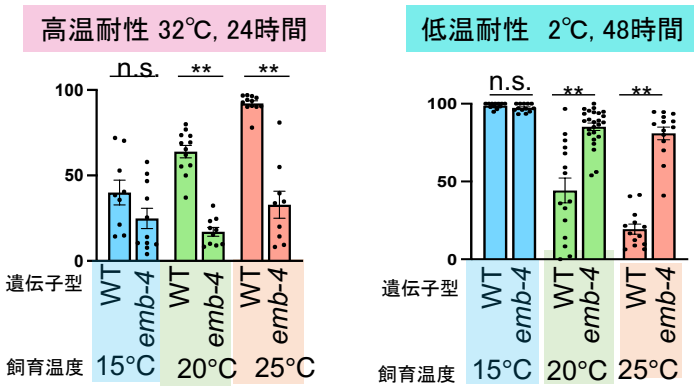 高温耐性 32℃, 24時間
n.s. ** **
100
50
0
遺伝子型 WT emb-4 WT emb-4 WT emb-4
飼育温度 15°C 20°C 25°C
低温耐性 2℃, 48時間
n.s. ** **
100
50
0
遺伝子型 WT emb-4 WT emb-4 WT emb-4
飼育温度 15°C 20°C 25°C